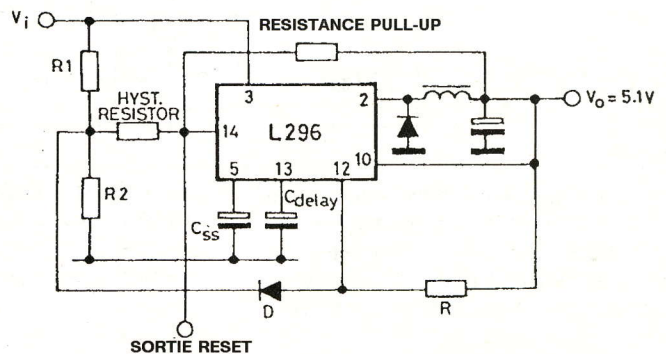 Vi
RESISTANCE PULL-UP
R1
HYST.
RESISTOR
3
2
Vo = 5.1V
14
L296
10
R2
5 13 12
Css
Cdelay
D
R
SORTIE RESET